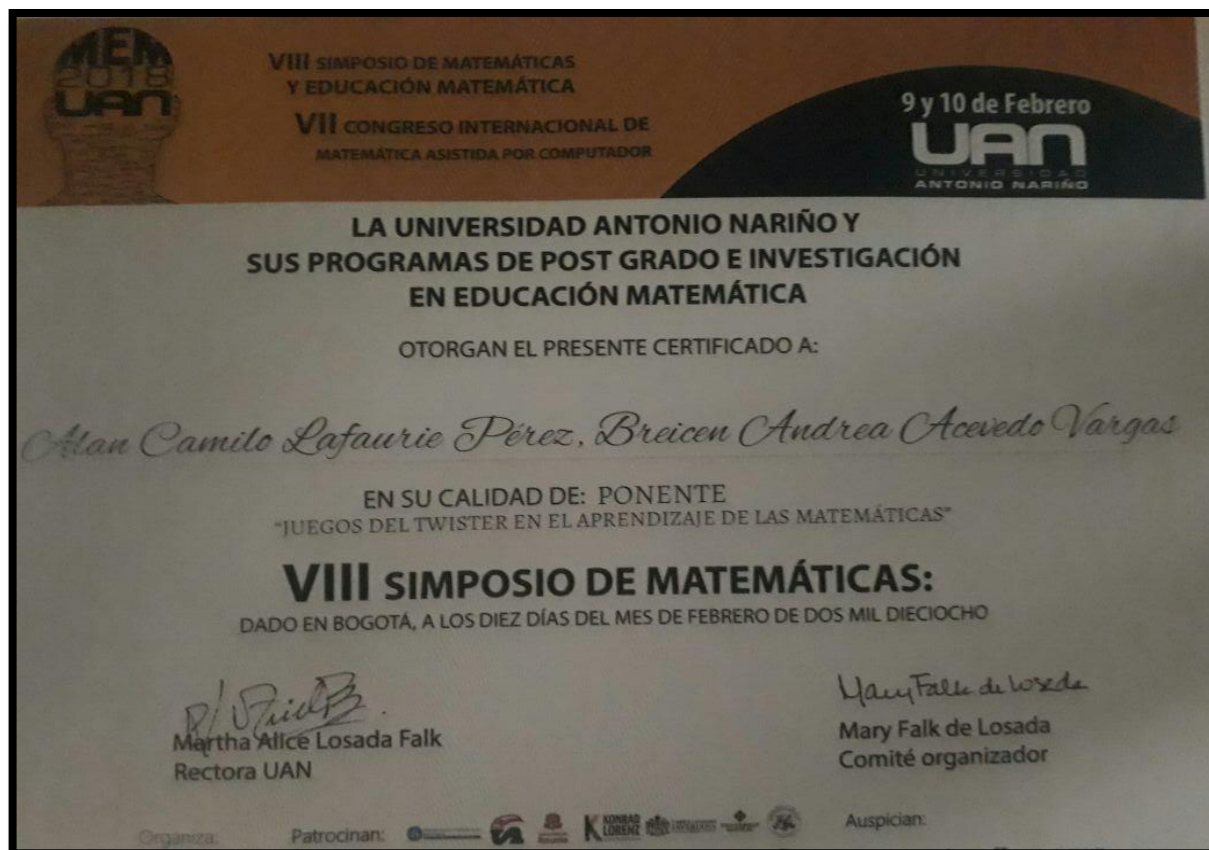 MEM
2018
UAN
VIII SIMPOSIO DE MATEMÁTICAS
Y EDUCACIÓN MATEMÁTICA
VII CONGRESO INTERNACIONAL DE
MATEMÁTICA ASISTIDA POR COMPUTADOR
9 y 10 de Febrero
UAN
UNIVERSIDAD
ANTONIO NARIÑO
LA UNIVERSIDAD ANTONIO NARIÑO Y
SUS PROGRAMAS DE POST GRADO E INVESTIGACIÓN
EN EDUCACIÓN MATEMÁTICA
OTORGAN EL PRESENTE CERTIFICADO A:
Alan Camilo Lafaurie Pérez, Breicen Andrea Acevedo Vargas
EN SU CALIDAD DE: PONENTE
"JUEGOS DEL TWISTER EN EL APRENDIZAJE DE LAS MATEMÁTICAS"
VIII SIMPOSIO DE MATEMÁTICAS:
DADO EN BOGOTÁ, A LOS DIEZ DÍAS DEL MES DE FEBRERO DE DOS MIL DIECIOCHO
Mary Falk de Losada
Martha Alice Losada Falk
Rectora UAN
Mary Falk de Losada
Comité organizador
Organiza:
Patrocinan:
KONRAD
LORENZ
Auspician: